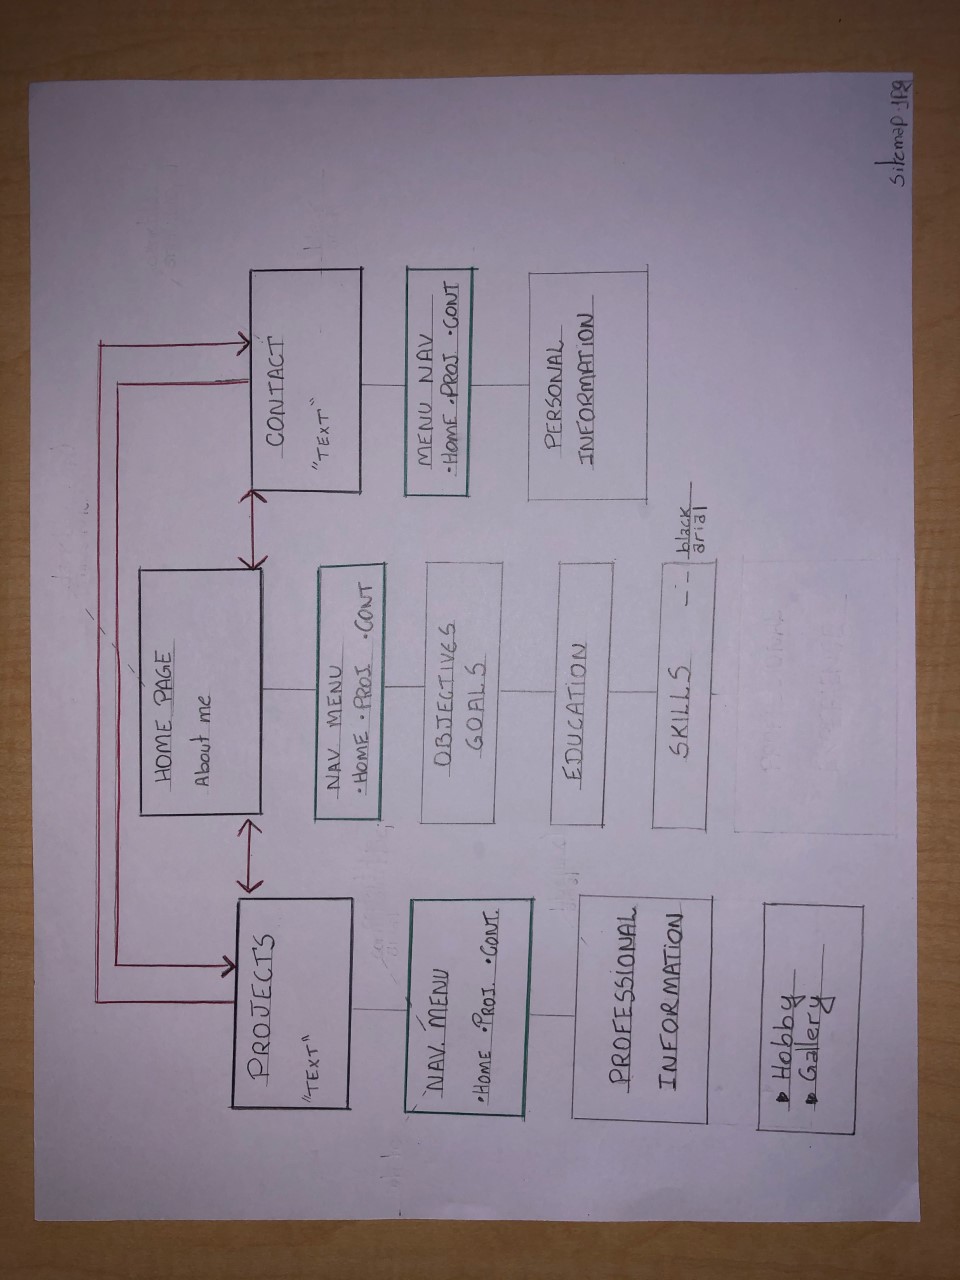 HOME PAGE
About me
NAV MENU
•HOME •PROJ •CONT
OBJECTIVES
GOALS
EDUCATION
SKILLS
black
arial
PROJECTS
"TEXT"
NAV. MENU
•HOME •PROJ. •CONT.
PROFESSIONAL
INFORMATION
Hobby
Gallery
CONTACT
"TEXT"
MENU NAV
•HOME •PROJ •CONT
PERSONAL
INFORMATION
Sitemap.JPG